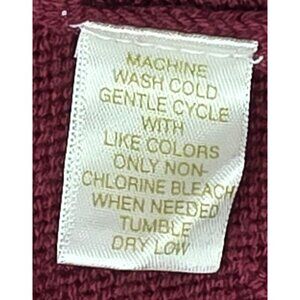 MACHINE
WASH COLD
GENTLE CYCLE
WITH
LIKE COLORS
ONLY NON-
CHLORINE BLEACH
WHEN NEEDED
TUMBLE
DRY LOW